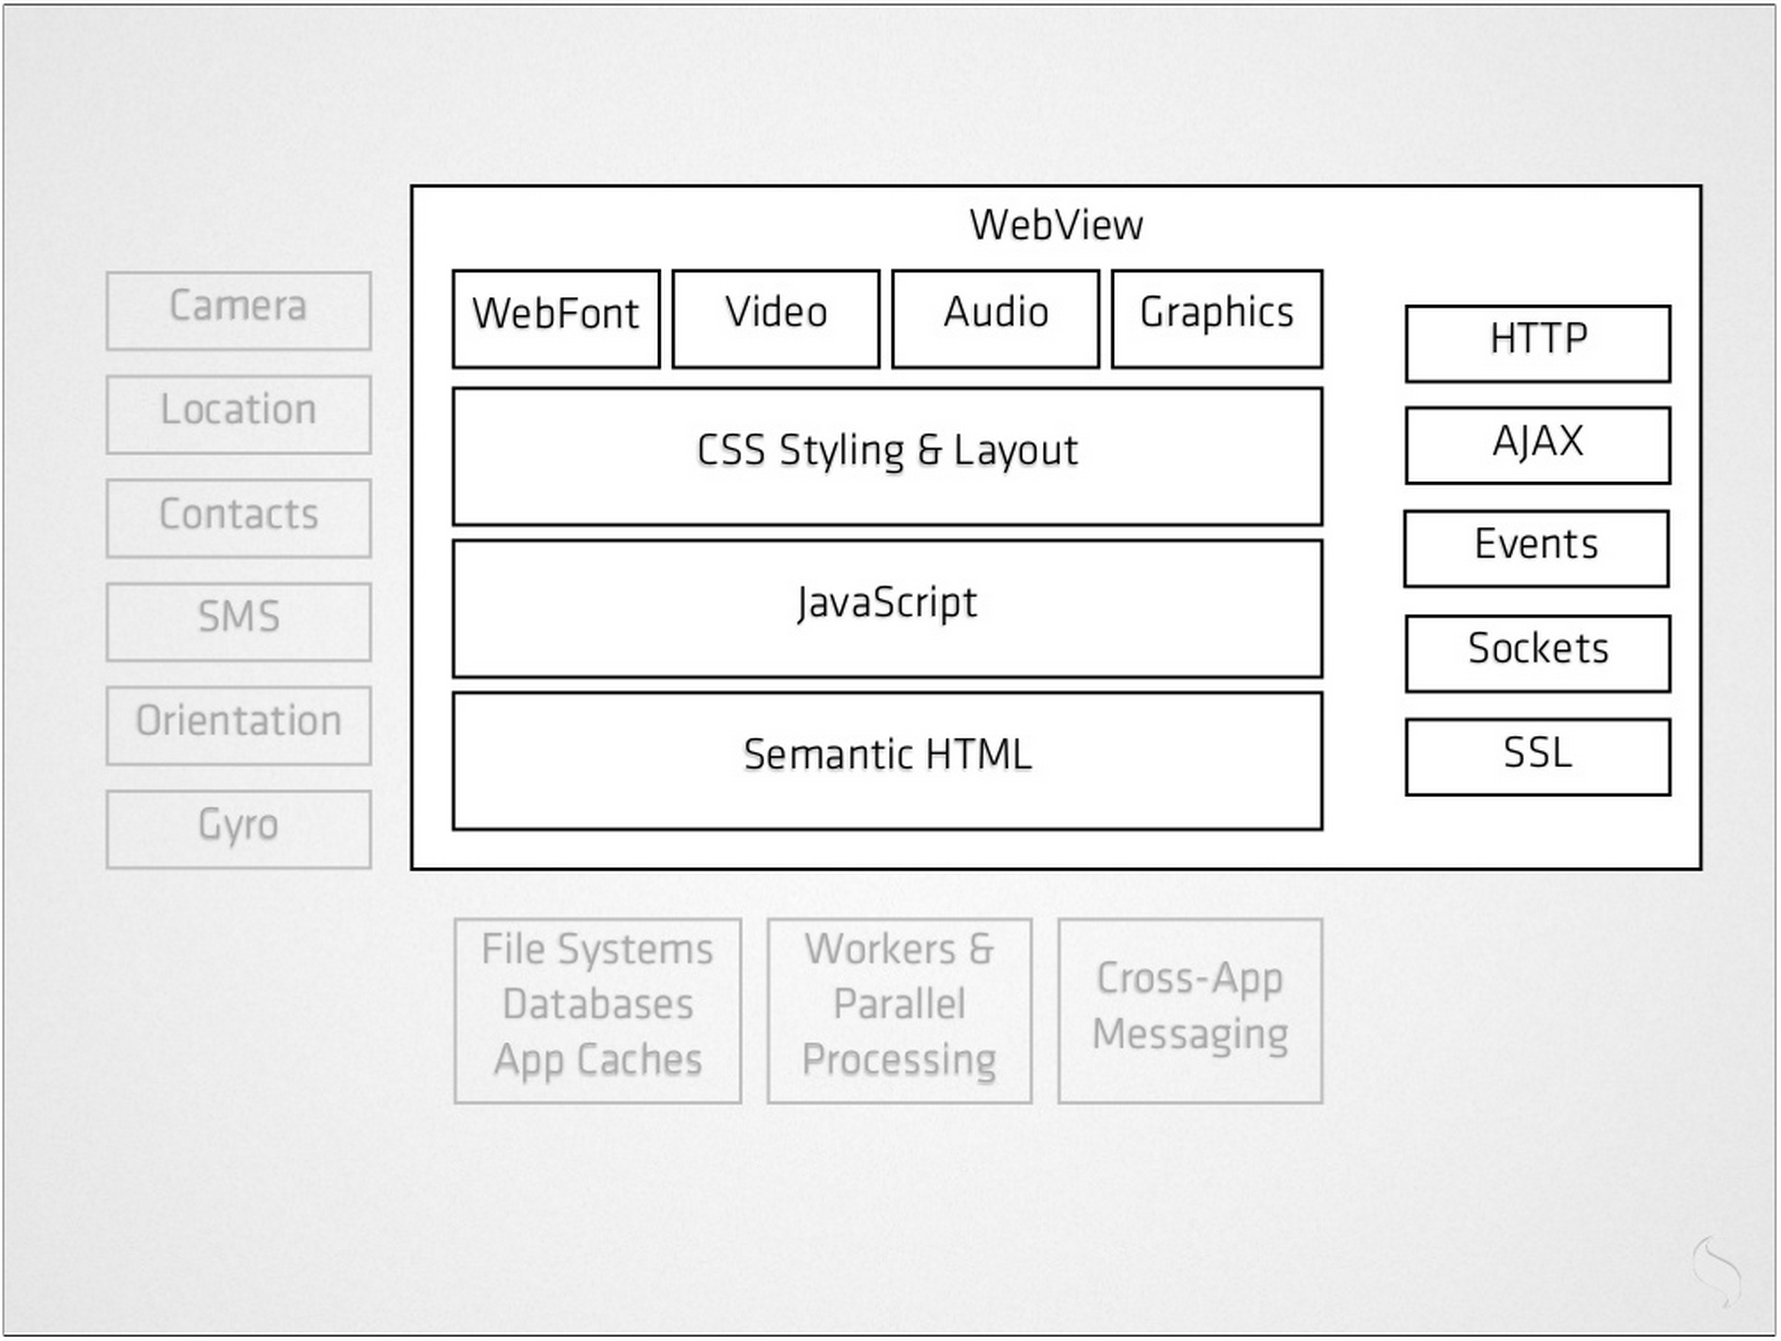 WebView
Camera
Location
Contacts
SMS
Orientation
Gyro
WebFont
Video
Audio
Graphics
CSS Styling & Layout
JavaScript
Semantic HTML
HTTP
AJAX
Events
Sockets
SSL
File Systems
Databases
App Caches
Workers &
Parallel
Processing
Cross-App
Messaging